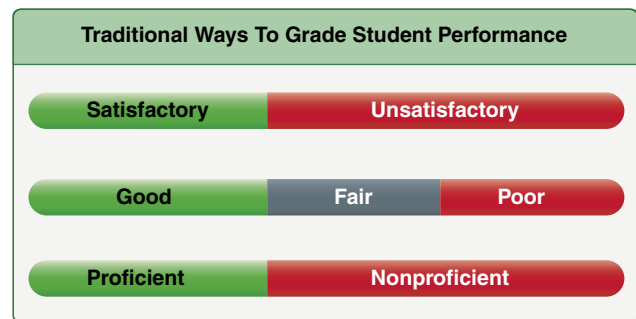 Traditional Ways To Grade Student Performance
Satisfactory Unsatisfactory
Good Fair Poor
Proficient Nonproficient